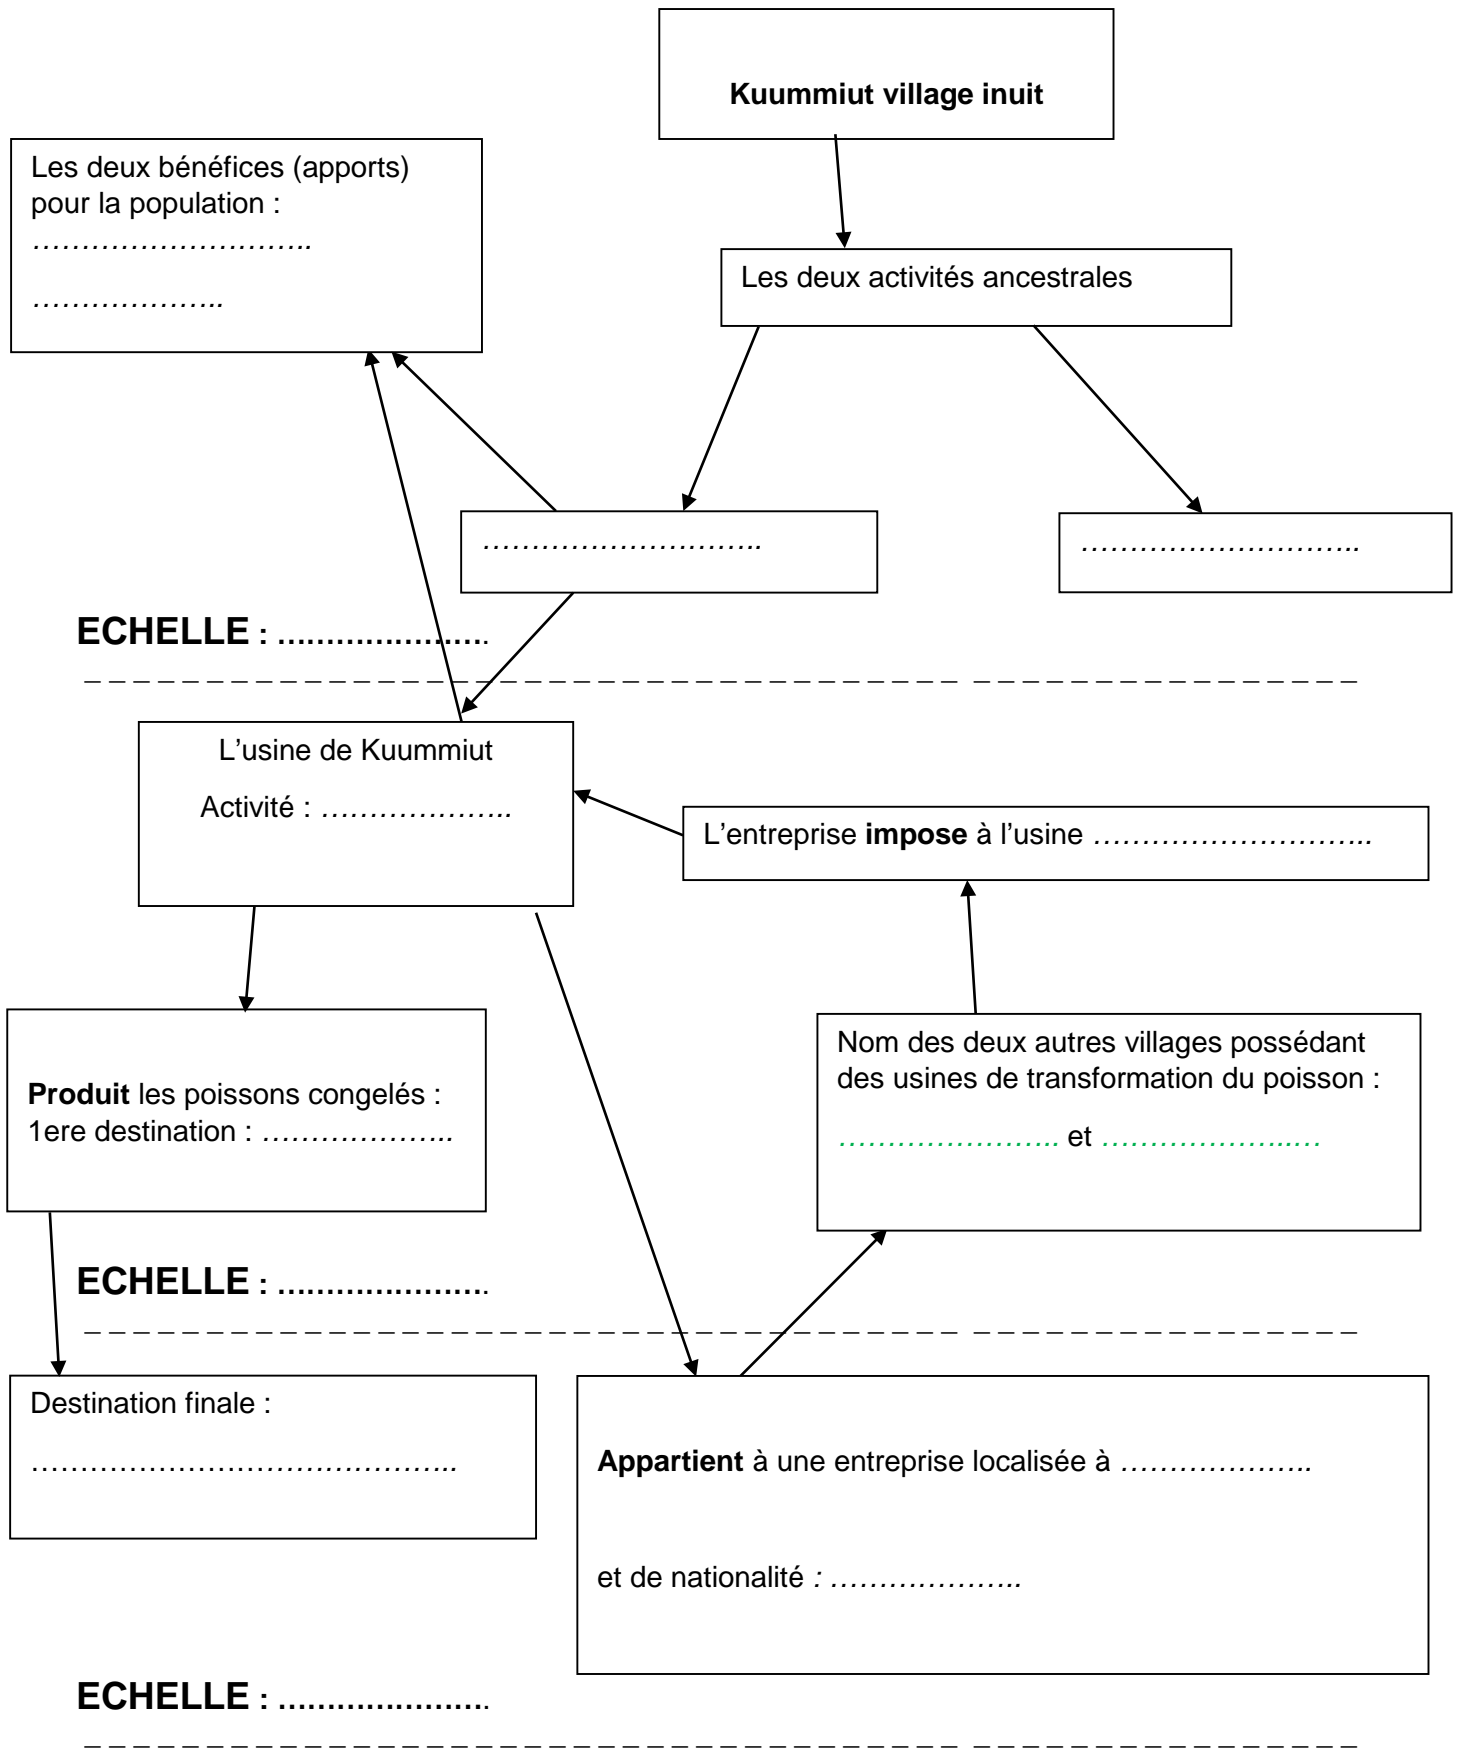 Kuummiut village inuit
Les deux bénéfices (apports)
pour la population :
………………………..
………………..
Les deux activités ancestrales
………………………..
………………………..
ECHELLE : ………………….
L’usine de Kuummiut
Activité : ………………..
L’entreprise impose à l’usine ………………………..
Produit les poissons congelés :
1ere destination : ………………..
Nom des deux autres villages possédant
des usines de transformation du poisson :
………………….. et ………………..…
ECHELLE : ………………….
Destination finale :
……………………………………..
Appartient à une entreprise localisée à ………………..
et de nationalité : ………………..
ECHELLE : ………………….